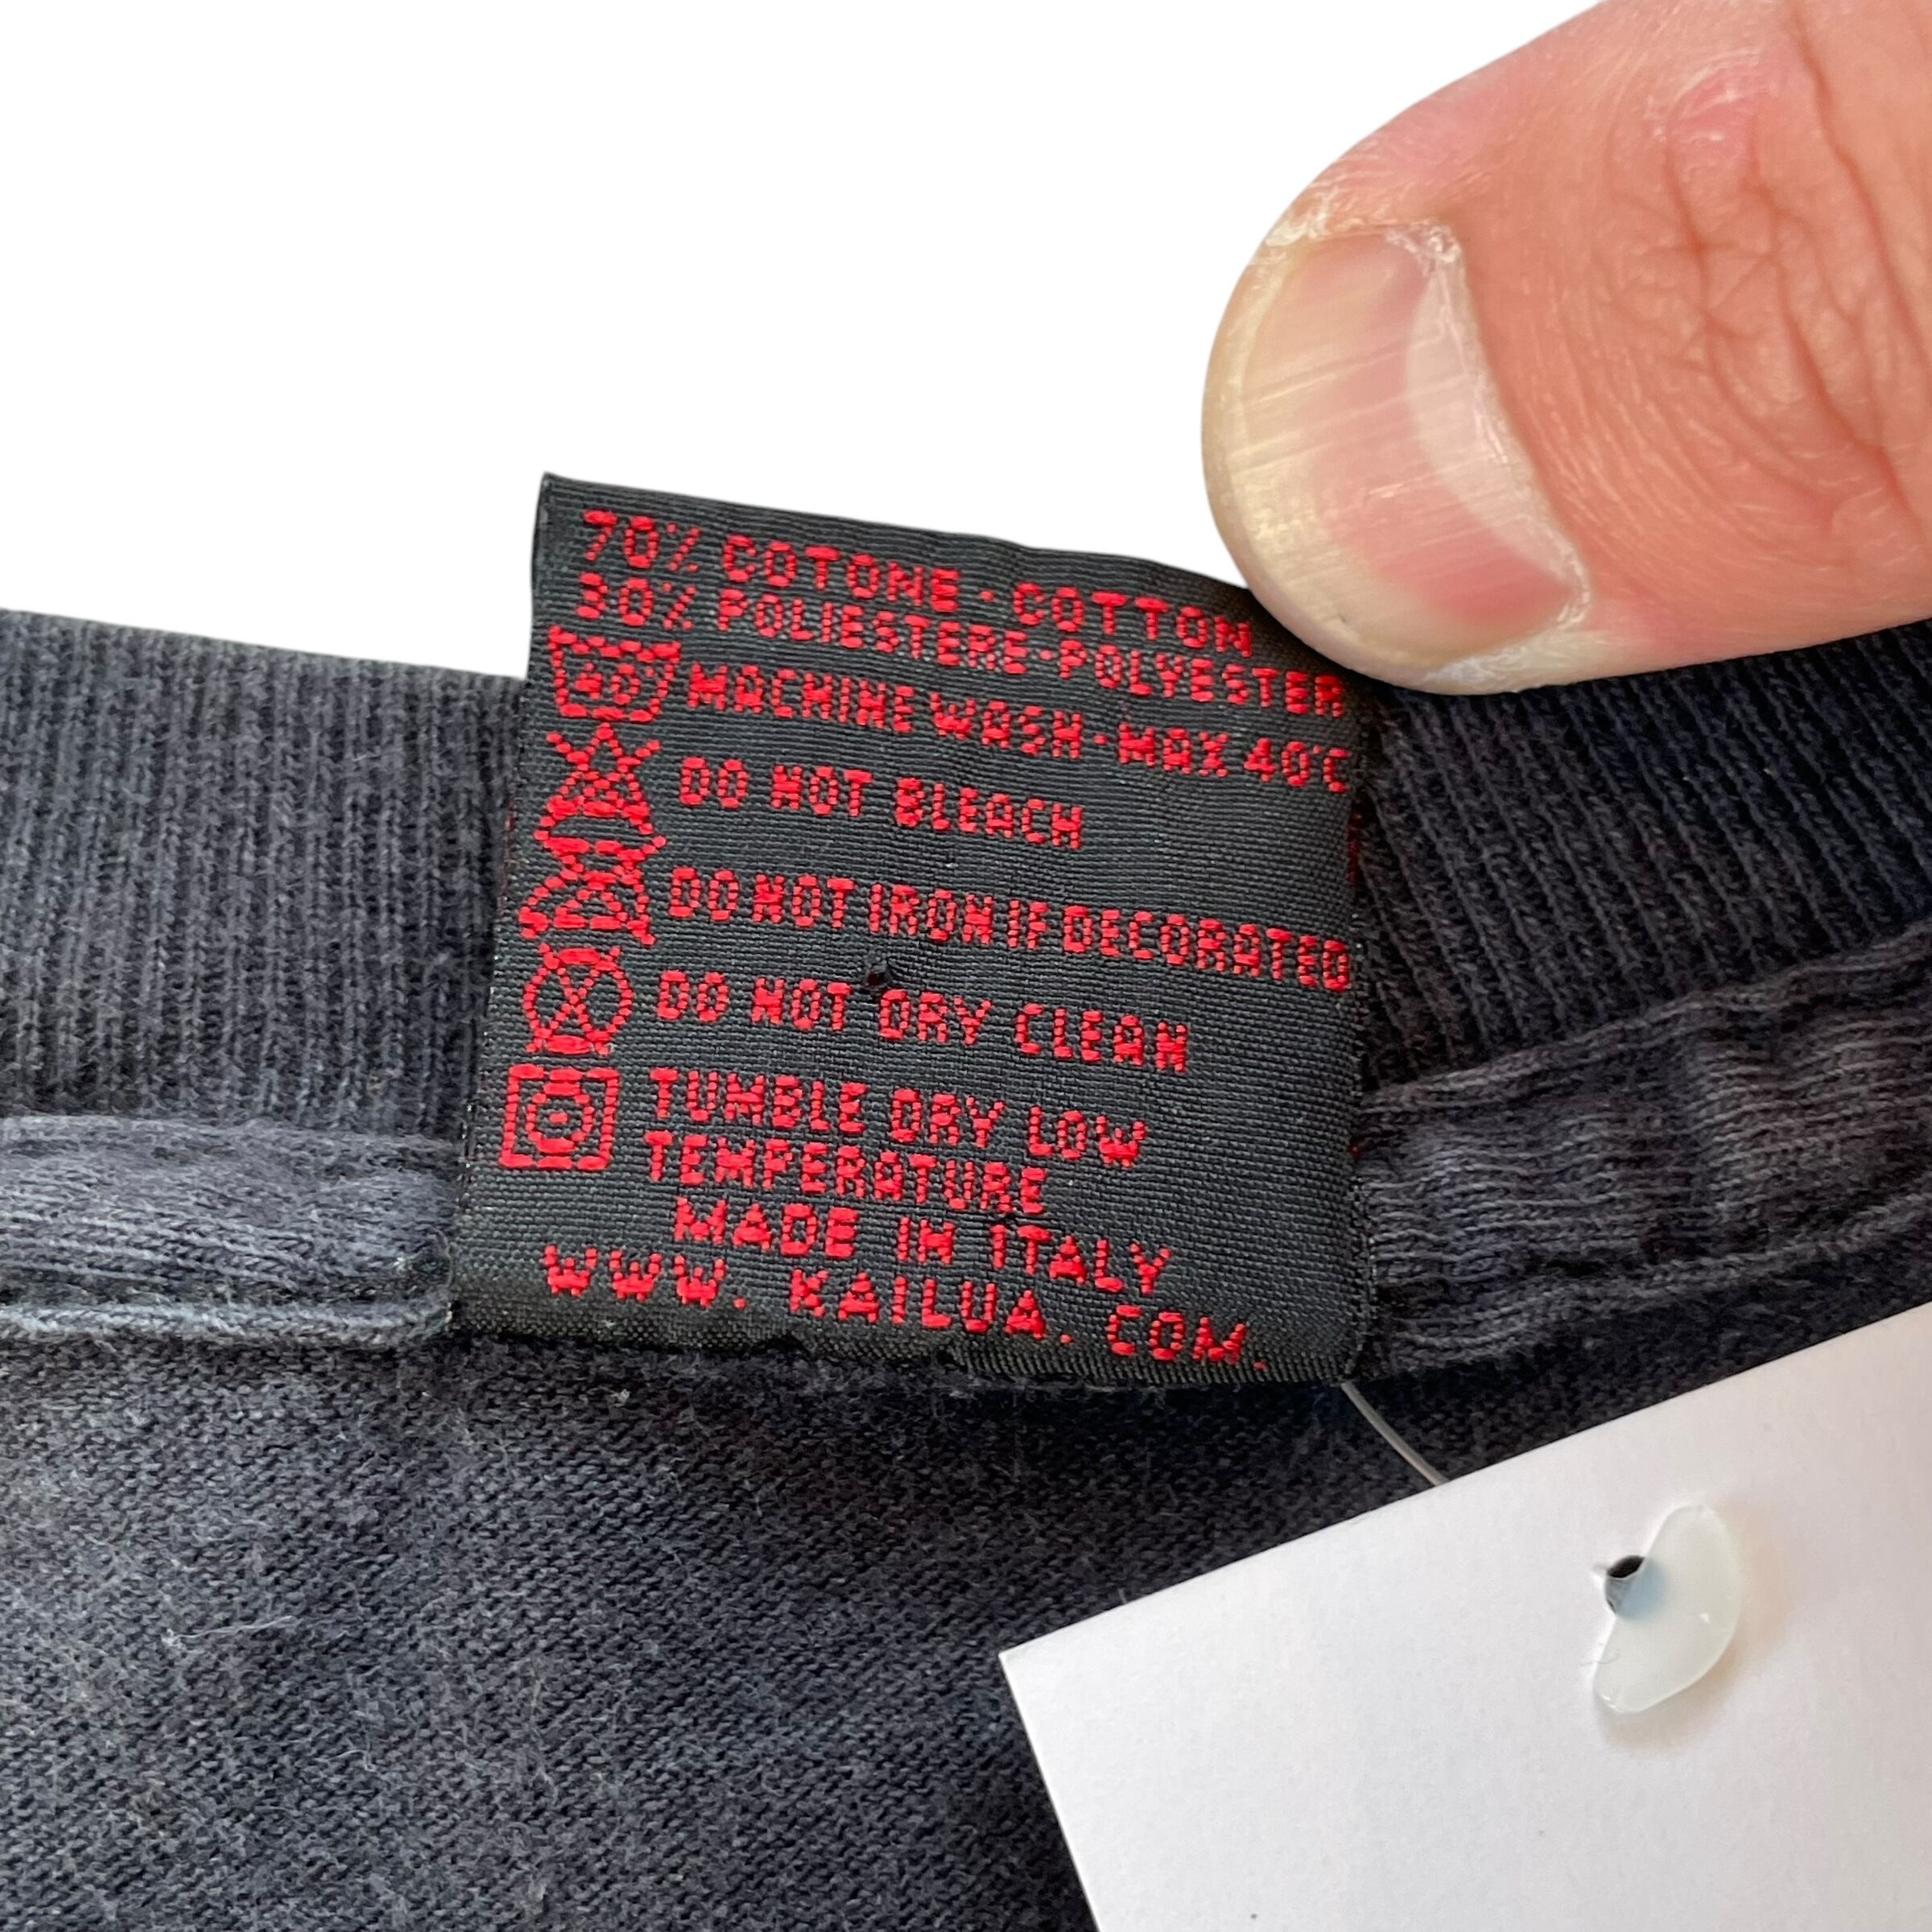 70% COTONE · COTTON
30% POLIESTERE-POLYESTER
40° MACHINE WASH - MAX 40°C
DO NOT BLEACH
DO NOT IRON IF DECORATED
DO NOT DRY CLEAN
TUMBLE DRY LOW
TEMPERATURE
MADE IN ITALY
WWW. KAILUA. COM.